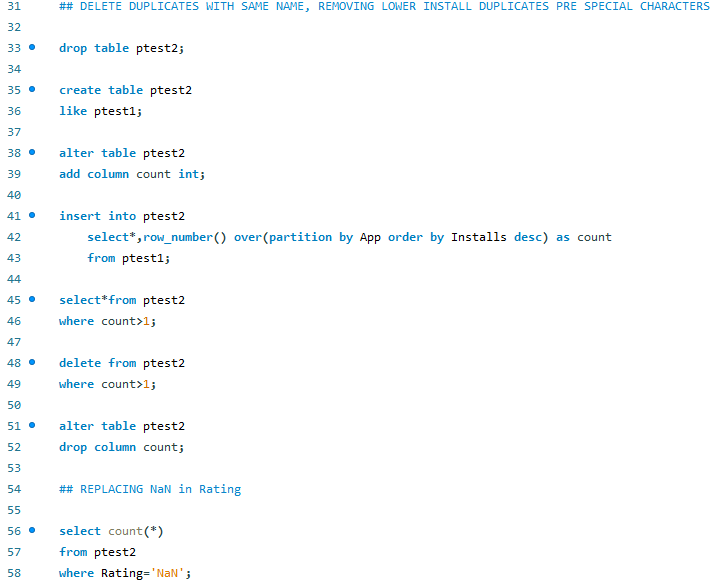 31 ## DELETE DUPLICATES WITH SAME NAME, REMOVING LOWER INSTALL DUPLICATES PRE SPECIAL CHARACTERS
32
33 drop table ptest2;
34
35 create table ptest2
36 like ptest1;
37
38 alter table ptest2
39 add column count int;
40
41 insert into ptest2
42 select*,row_number() over(partition by App order by Installs desc) as count
43 from ptest1;
44
45 select*from ptest2
46 where count>1;
47
48 delete from ptest2
49 where count>1;
50
51 alter table ptest2
52 drop column count;
53
54 ## REPLACING NaN in Rating
55
56 select count(*)
57 from ptest2
58 where Rating='NaN';